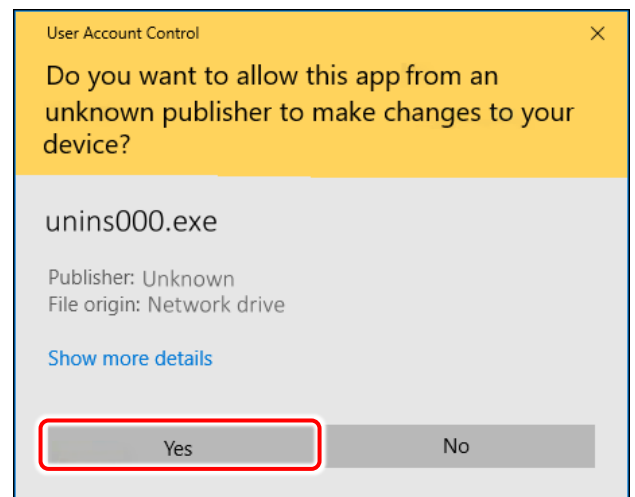 User Account Control
Do you want to allow this app from an
unknown publisher to make changes to your
device?
unins000.exe
Publisher: Unknown
File origin: Network drive
Show more details
Yes
No